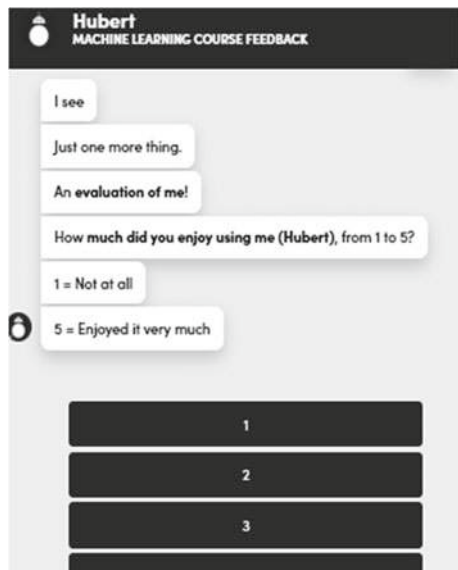 Hubert
MACHINE LEARNING COURSE FEEDBACK
I see
Just one more thing.
An evaluation of me!
How much did you enjoy using me (Hubert), from 1 to 5?
1 = Not at all
5 = Enjoyed it very much
1
2
3